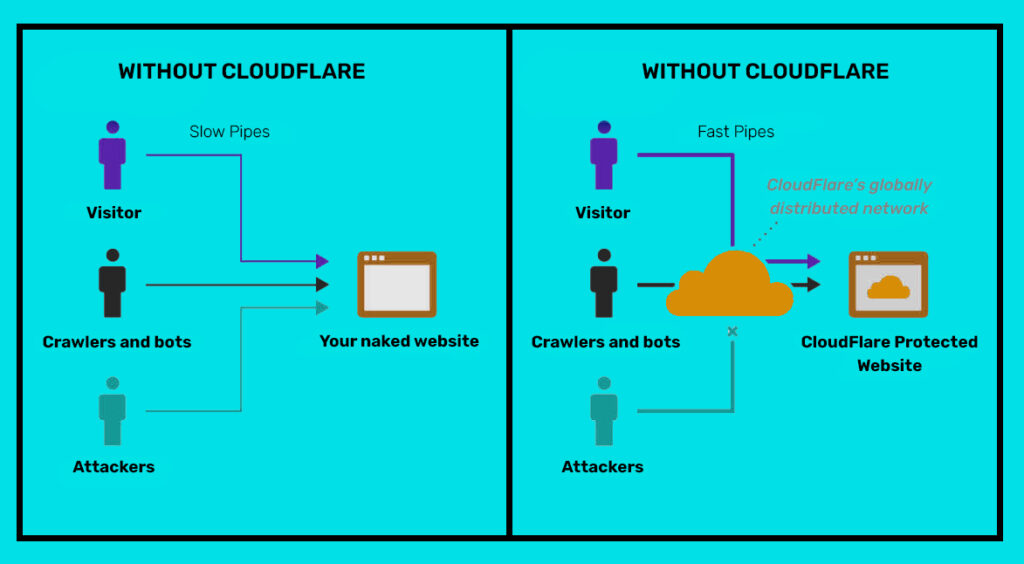 WITHOUT CLOUDFLARE
Slow Pipes
Visitor
Crawlers and bots
Your naked website
Attackers
WITHOUT CLOUDFLARE
Fast Pipes
CloudFlare's globally
distributed network
Visitor
Crawlers and bots
CloudFlare Protected
Website
Attackers